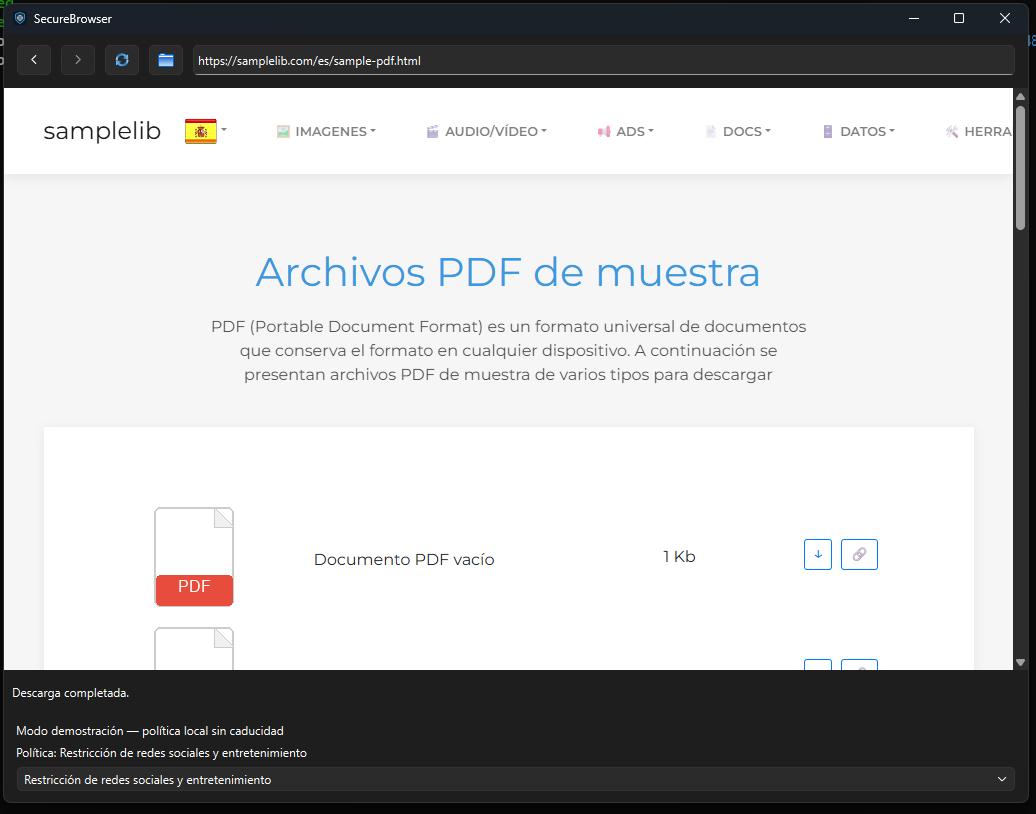 SecureBrowser
https://samplelib.com/es/sample-pdf.html
samplelib
IMAGENES
AUDIO/VÍDEO
ADS
DOCS
DATOS
HERRA
Archivos PDF de muestra
PDF (Portable Document Format) es un formato universal de documentos
que conserva el formato en cualquier dispositivo. A continuación se
presentan archivos PDF de muestra de varios tipos para descargar
PDF
Documento PDF vacío
1 Kb
Descarga completada.
Modo demostración — política local sin caducidad
Política: Restricción de redes sociales y entretenimiento
Restricción de redes sociales y entretenimiento